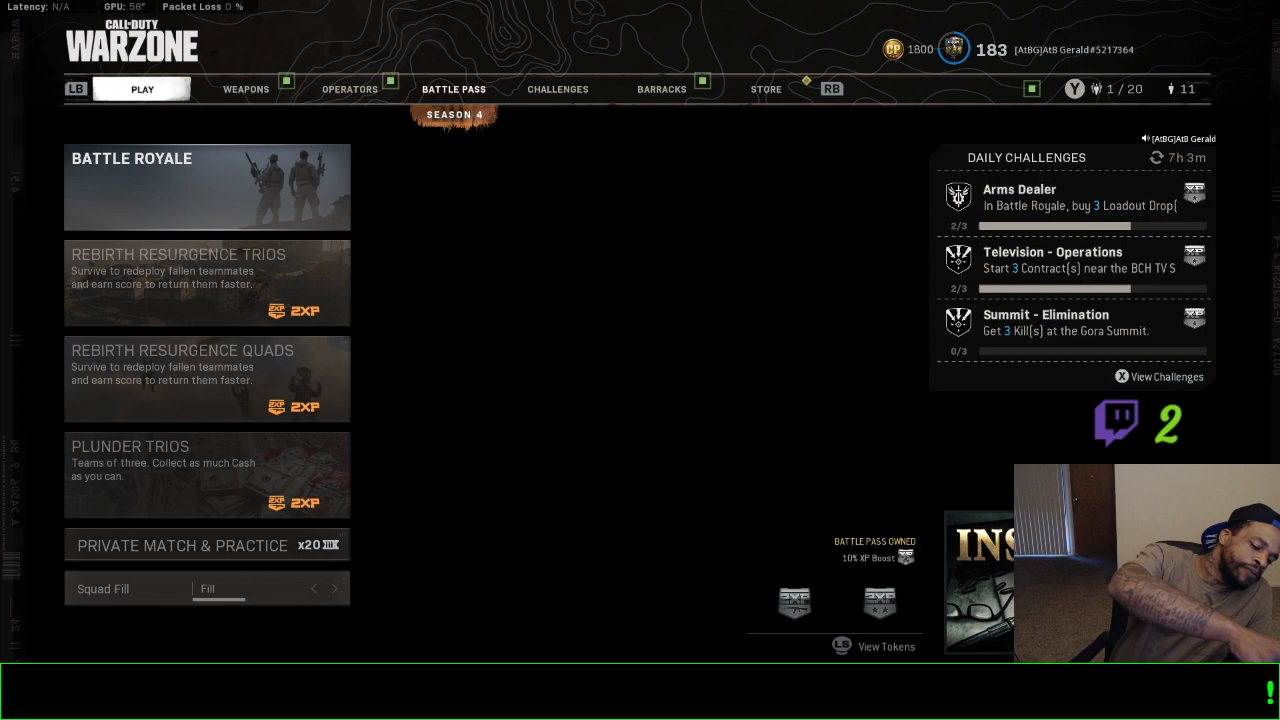 Latency: N/A GPU: 58° Packet Loss 0 %
CALL OF DUTY
WARZONE
CP 1800 183 [AtBG]AtB Gerald#5217364
LB PLAY WEAPONS OPERATORS BATTLE PASS CHALLENGES BARRACKS STORE RB Y 1 / 20 11
SEASON 4
[AtBG]AtB Gerald
BATTLE ROYALE
DAILY CHALLENGES 7h 3m
Arms Dealer
In Battle Royale, buy 3 Loadout Drop(
2/3
REBIRTH RESURGENCE TRIOS
Survive to redeploy fallen teammates
and earn score to return them faster.
2XP 2XP
Television - Operations
Start 3 Contract(s) near the BCH TV S
2/3
Summit - Elimination
Get 3 Kill(s) at the Gora Summit.
0/3
X View Challenges
REBIRTH RESURGENCE QUADS
Survive to redeploy fallen teammates
and earn score to return them faster.
2XP 2XP
2
PLUNDER TRIOS
Teams of three. Collect as much Cash
as you can.
2XP 2XP
PRIVATE MATCH & PRACTICE x20
Squad Fill Fill
BATTLE PASS OWNED
10% XP Boost
2XP 2XP
LS View Tokens
INS
!